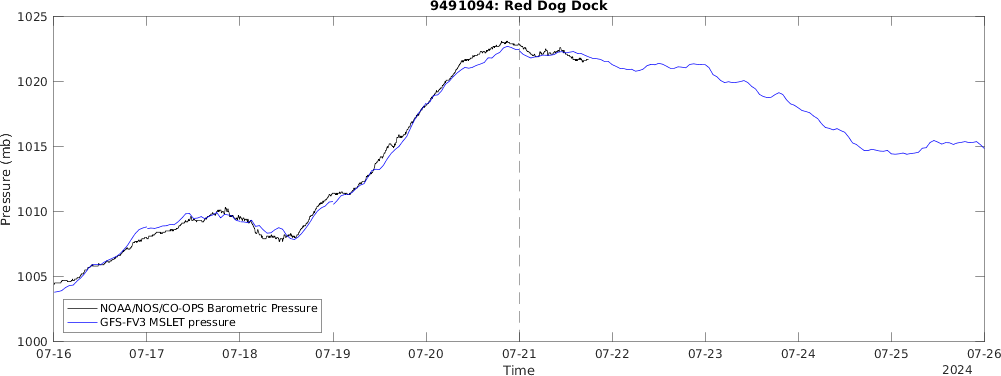 9491094: Red Dog Dock
1025
1020
1015
1010
1005
1000
Pressure (mb)
NOAA/NOS/CO-OPS Barometric Pressure
GFS-FV3 MSLET pressure
07-16 07-17 07-18 07-19 07-20 07-21 07-22 07-23 07-24 07-25 07-26
Time
2024